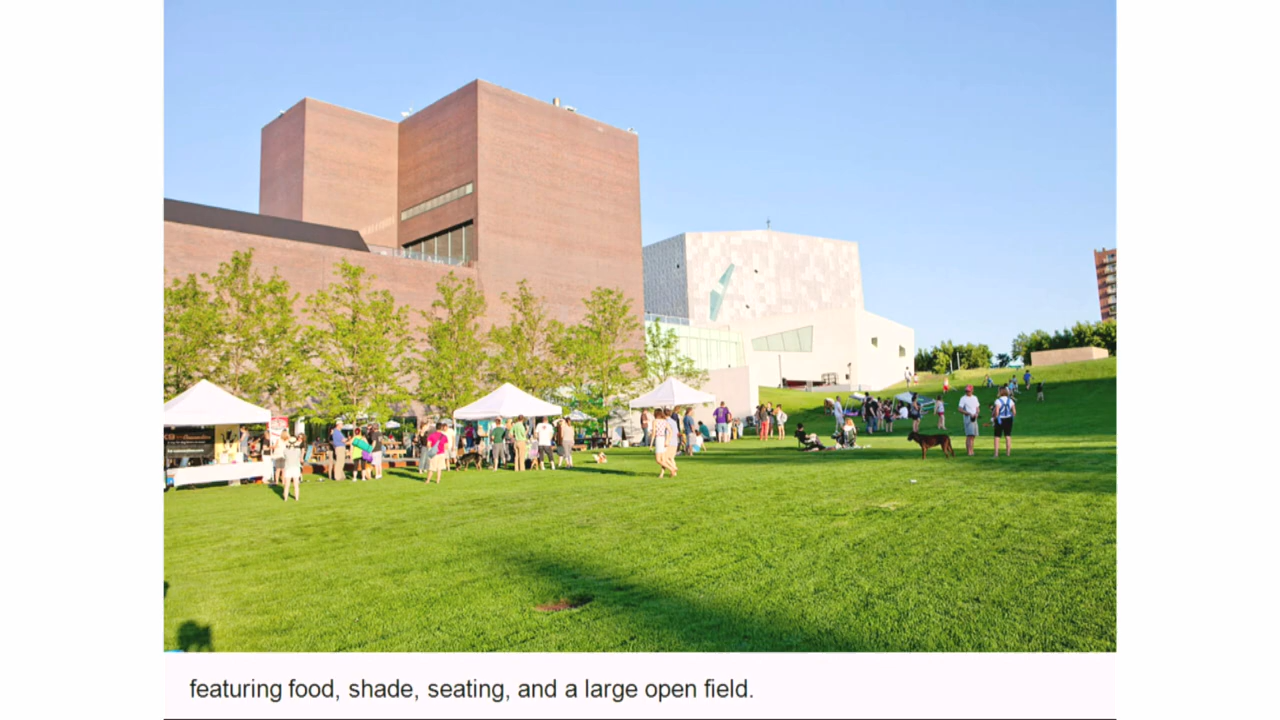 featuring food, shade, seating, and a large open field.